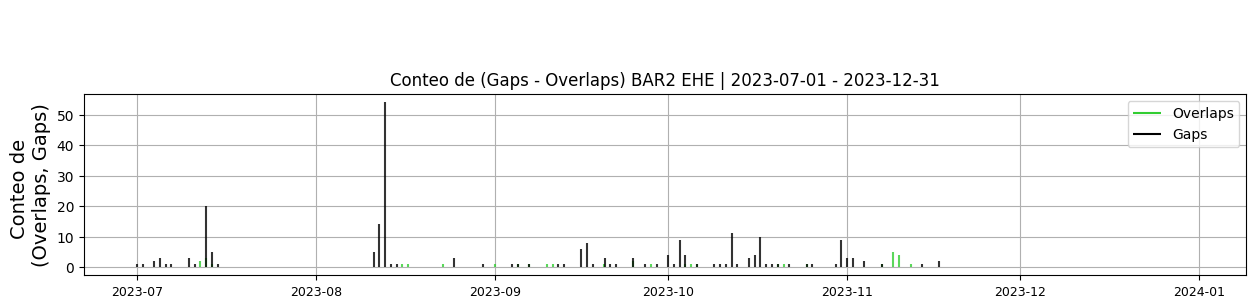 Conteo de (Gaps - Overlaps) BAR2 EHE | 2023-07-01 - 2023-12-31
Conteo de
(Overlaps, Gaps)
50
40
30
20
10
0
Overlaps
Gaps
2023-07
2023-08
2023-09
2023-10
2023-11
2023-12
2024-01